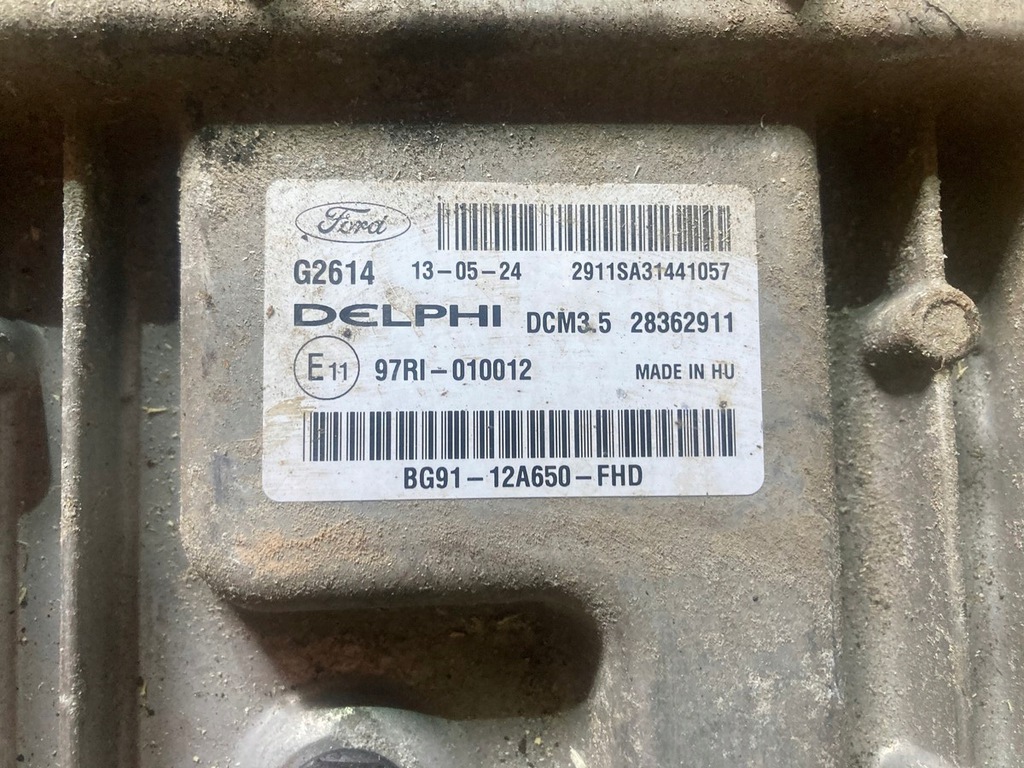 Ford
G2614 13-05-24 2911SA31441057
DELPHI DCM3.5 28362911
E11 97RI-010012 MADE IN HU
BG91-12A650-FHD